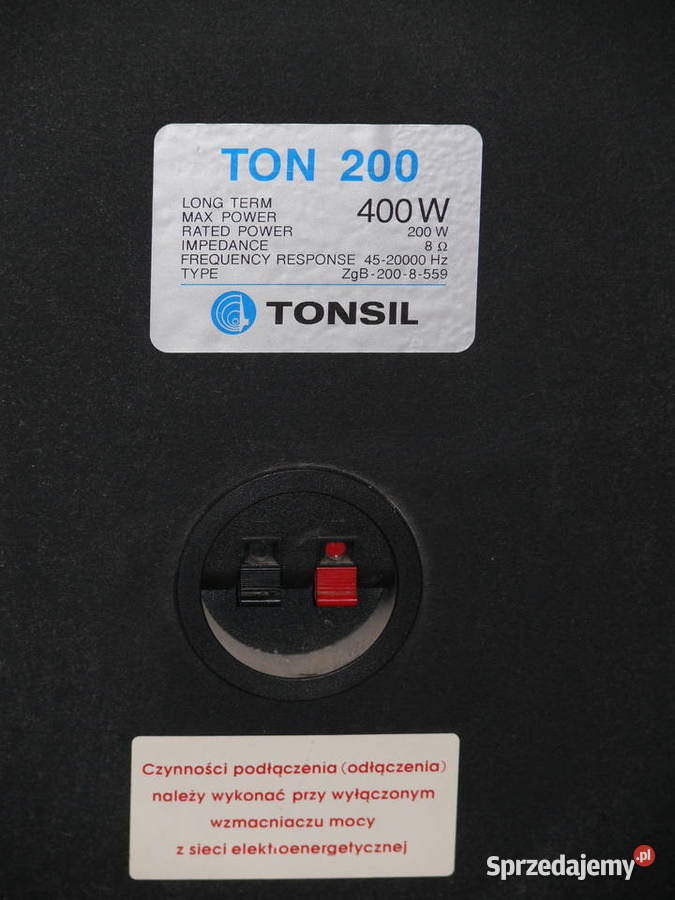 TON 200
LONG TERM
MAX POWER 400 W
RATED POWER 200 W
IMPEDANCE 8 Ω
FREQUENCY RESPONSE 45-20000 Hz
TYPE ZgB-200-8-559
TONSIL
Czynności podłączenia (odłączenia)
należy wykonać przy wyłączonym
wzmacniaczu mocy
z sieci elektroenergetycznej
Sprzedajemy.pl